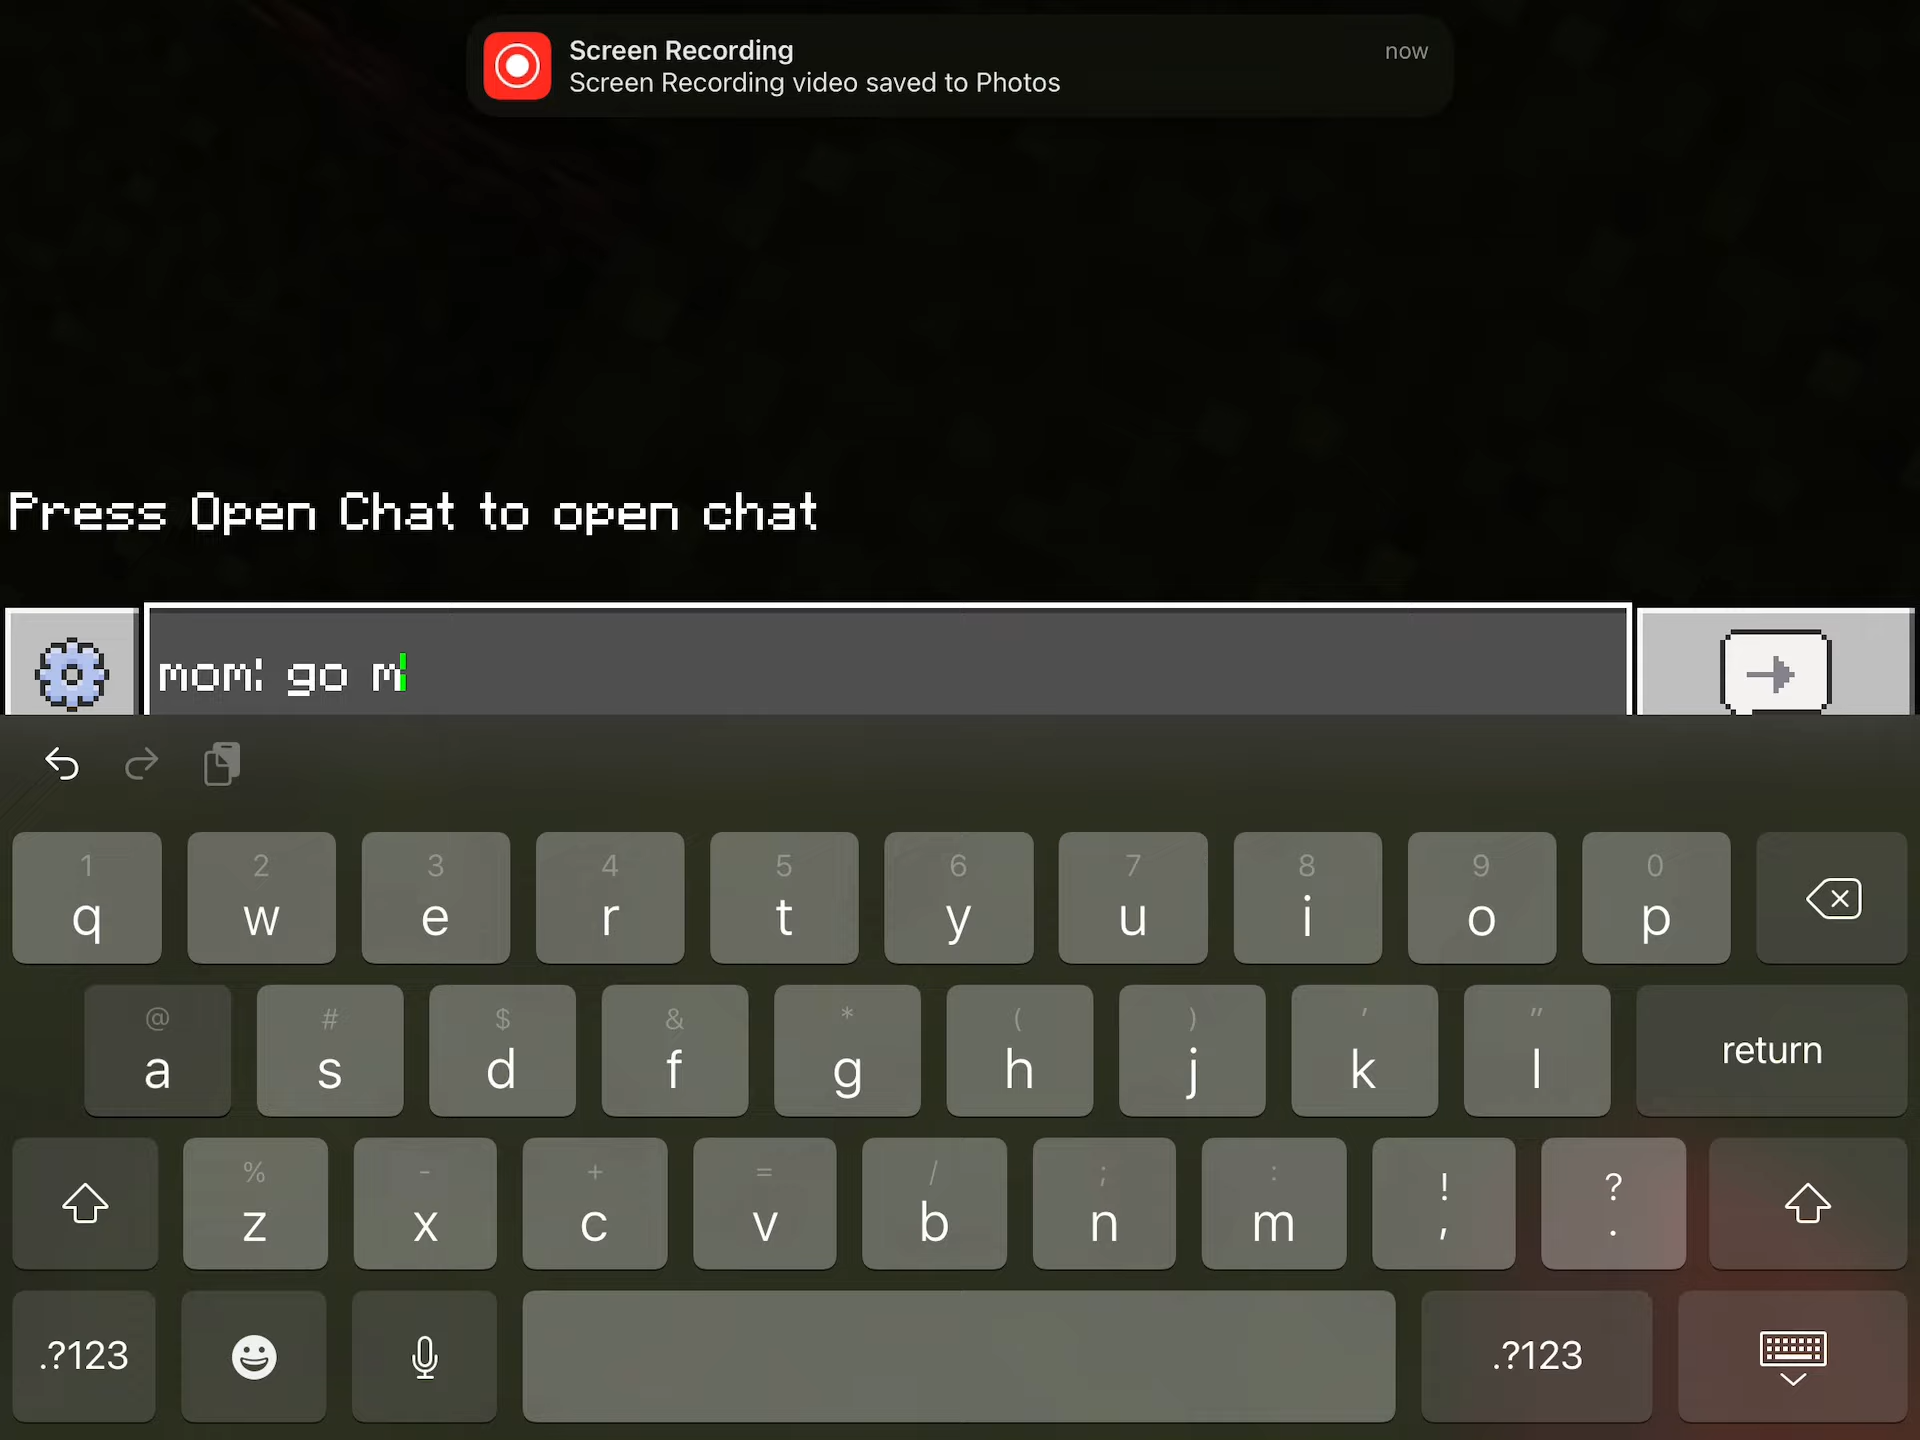 Screen Recording
now
Screen Recording video saved to Photos
Press Open Chat to open chat
mom: go m
1 2 3 4 5 6 7 8 9 0
q w e r t y u i o p
@ # $ & * ( ) ' "
a s d f g h j k l return
% - + = / ; : ! ?
z x c v b n m , .
.?123 .?123